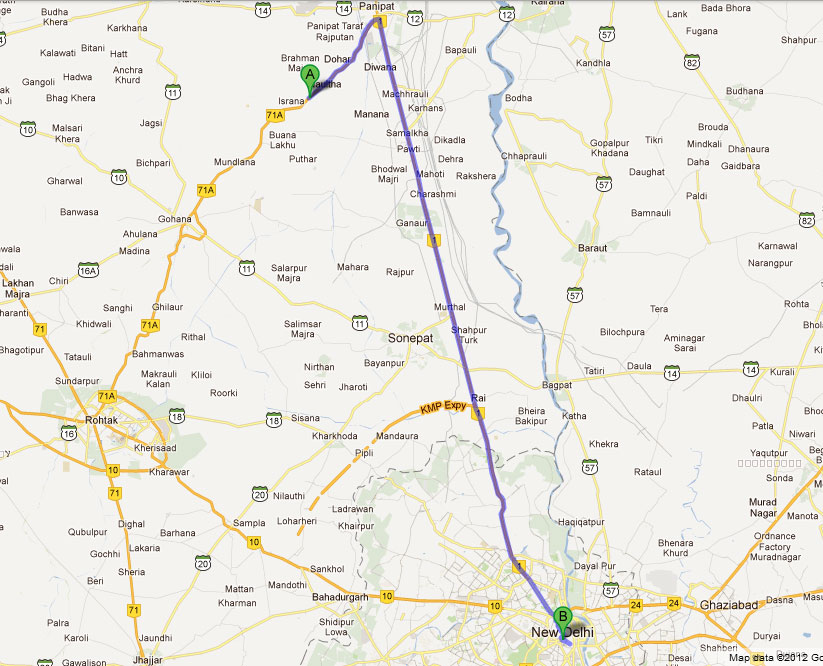 Panipat
Kairana
Lank
Bada Bhora
Budha
Khera
14
14
12
12
Fugana
Shahpur
Panipat Taraf
Rajputan
57
Kalawati
Bitani
Hatt
Bapauli
82
Brahman
Dohar
Diwana
Gangoli
Hadwa
Anchra
Khurd
A
Israna
Machhrauli
Karhans
Bodha
Budhana
Bhag Khera
11
71A
Manana
Malsari
Khera
10
Jagsi
Buana
Lakhu
Samalkha
Pawti
Dikadla
Brouda
Tikri
Mindkali
Dhanaura
Gopalpur
Khadana
Bichpari
Mundlana
Puthar
Dehra
Chhaprauli
Daha
Gaidbara
Bhodwal
Majri
Mahoti
Rakshera
Daughat
Gharwal
10
71A
Charashmi
57
Paldi
Banwasa
Gohana
Ganaur
Bamnauli
82
Ahulana
Madina
1
Baraut
Karnawal
Narangpur
16A
Chiri
11
Salarpur
Majra
Mahara
Rajpur
Lakhan
Majra
57
Sanghi
Ghilaur
Murthal
Tera
Rohta
71
Khidwali
71A
11
Salimsar
Majra
Sonepat
Shahpur
Turk
Bilochpura
Aminagar
Sarai
Rithal
Bhagotipur
Tatauli
Bahmanwas
Nirthan
Bayanpur
Tatiri
Daula
14
14
Kurali
Sundarpur
Makrauli
Kalan
Kliloi
Sehri
Jharoti
Bagpat
Roorki
71A
Rai
Dhaulri
Rohtak
18
18
Sisana
KMP Expy
1
Bheira
Bakipur
Katha
Patla
16
Kharkhoda
Mandaura
Niwari
Kherisaad
Khekra
Pipli
Yaqutpur
10
Kharawar
57
Rataul
Sonda
71
20
Nilauthi
Ladrawan
Murad
Nagar
Manota
Dighal
Sampla
Loharheri
Khairpur
Haqiqatpur
Qubulpur
Lakaria
Barhana
10
Ordnance
Factory
Muradnagar
Gochhi
Bhenara
Khurd
Beri
Sheria
20
Sankhol
1
Dayal Pur
Mattan
Mandothi
57
Kharman
Bahadurgarh
10
10
24
24
Ghaziabad
Dasna
71
B
Palra
Karoli
Jaundhi
Shidipur
Lowa
New Delhi
58
Shahberi
Duryai
Gawalison
Jhajjar
Desai
Map data ©2012 Go